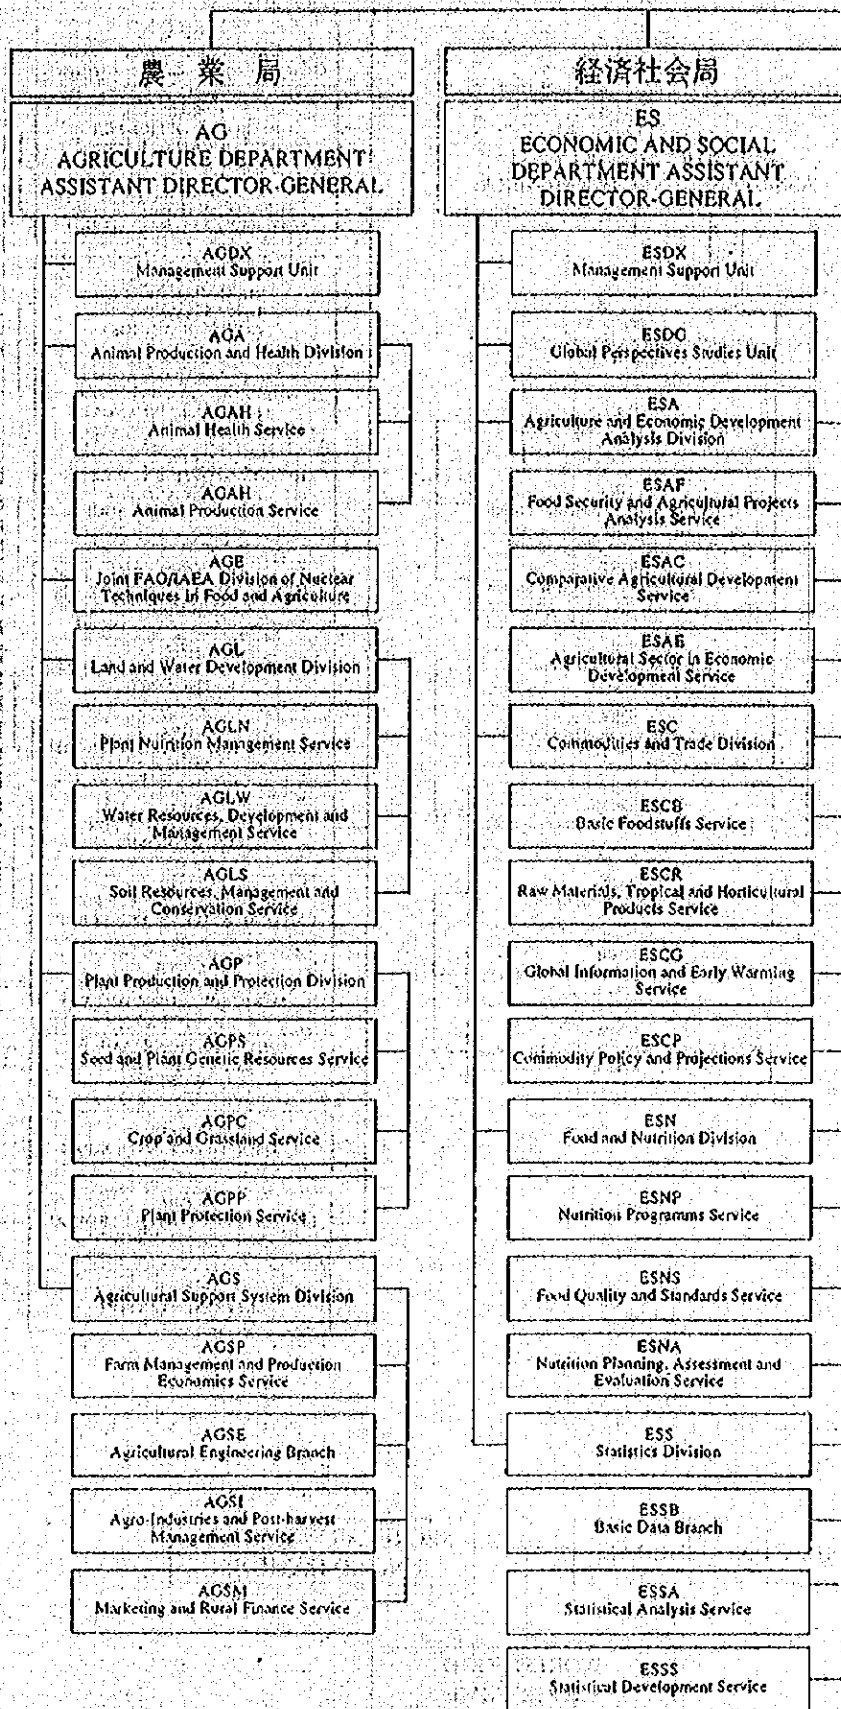 農業局
AG
AGRICULTURE DEPARTMENT
ASSISTANT DIRECTOR-GENERAL
AGDX
Management Support Unit
AGA
Animal Production and Health Division
AGAH
Animal Health Service
AGAH
Animal Production Service
AGE
Joint FAO/IAEA Division of Nuclear
Techniques in Food and Agriculture
AGL
Land and Water Development Division
AGLN
Plant Nutrition Management Service
AGLW
Water Resources, Development and
Management Service
AGLS
Soil Resources, Management and
Conservation Service
AGP
Plant Production and Protection Division
AGPS
Seed and Plant Genetic Resources Service
AGPC
Crop and Grassland Service
AGPP
Plant Protection Service
AGS
Agricultural Support System Division
AGSP
Farm Management and Production
Economics Service
AGSE
Agricultural Engineering Branch
AGSI
Agro-Industries and Post-harvest
Management Service
AGSM
Marketing and Rural Finance Service
経済社会局
ES
ECONOMIC AND SOCIAL
DEPARTMENT ASSISTANT
DIRECTOR-GENERAL
ESDX
Management Support Unit
ESDG
Global Perspectives Studies Unit
ESA
Agriculture and Economic Development
Analysis Division
ESAF
Food Security and Agricultural Projects
Analysis Service
ESAC
Comparative Agricultural Development
Service
ESAE
Agricultural Sector in Economic
Development Service
ESC
Commodities and Trade Division
ESCB
Basic Foodstuffs Service
ESCR
Raw Materials, Tropical and Horticultural
Products Service
ESCG
Global Information and Early Warming
Service
ESCP
Commodity Policy and Projections Service
ESN
Food and Nutrition Division
ESNP
Nutrition Programms Service
ESNS
Food Quality and Standards Service
ESNA
Nutrition Planning, Assessment and
Evaluation Service
ESS
Statistics Division
ESSB
Basic Data Branch
ESSA
Statistical Analysis Service
ESSS
Statistical Development Service